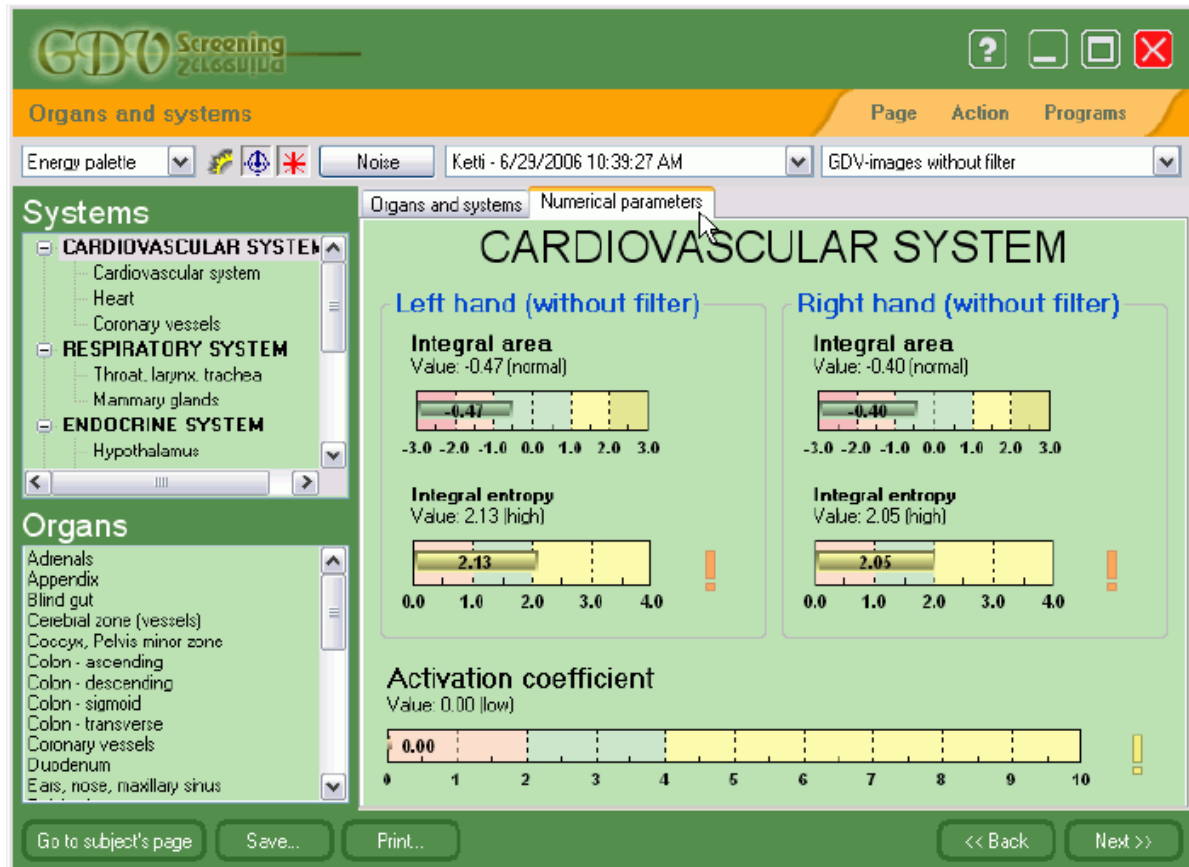 GDV Screening
?
Organs and systems
Page Action Programs
Energy palette
Noise
Ketti - 6/29/2006 10:39:27 AM
GDV-images without filter
Systems
CARDIOVASCULAR SYSTEM
Cardiovascular system
Heart
Coronary vessels
RESPIRATORY SYSTEM
Throat, larynx, trachea
Mammary glands
ENDOCRINE SYSTEM
Hypothalamus
Organs
Adrenals
Appendix
Blind gut
Cerebral zone (vessels)
Coccyx, Pelvis minor zone
Colon - ascending
Colon - descending
Colon - sigmoid
Colon - transverse
Coronary vessels
Duodenum
Ears, nose, maxillary sinus
Organs and systems Numerical parameters
CARDIOVASCULAR SYSTEM
Left hand (without filter)
Integral area
Value: -0.47 (normal)
-0.47
-3.0 -2.0 -1.0 0.0 1.0 2.0 3.0
Integral entropy
Value: 2.13 (high)
2.13
0.0 1.0 2.0 3.0 4.0
!
Right hand (without filter)
Integral area
Value: -0.40 (normal)
-0.40
-3.0 -2.0 -1.0 0.0 1.0 2.0 3.0
Integral entropy
Value: 2.05 (high)
2.05
0.0 1.0 2.0 3.0 4.0
!
Activation coefficient
Value: 0.00 (low)
0.00
0 1 2 3 4 5 6 7 8 9 10
!
Go to subject's page Save... Print... << Back Next >>